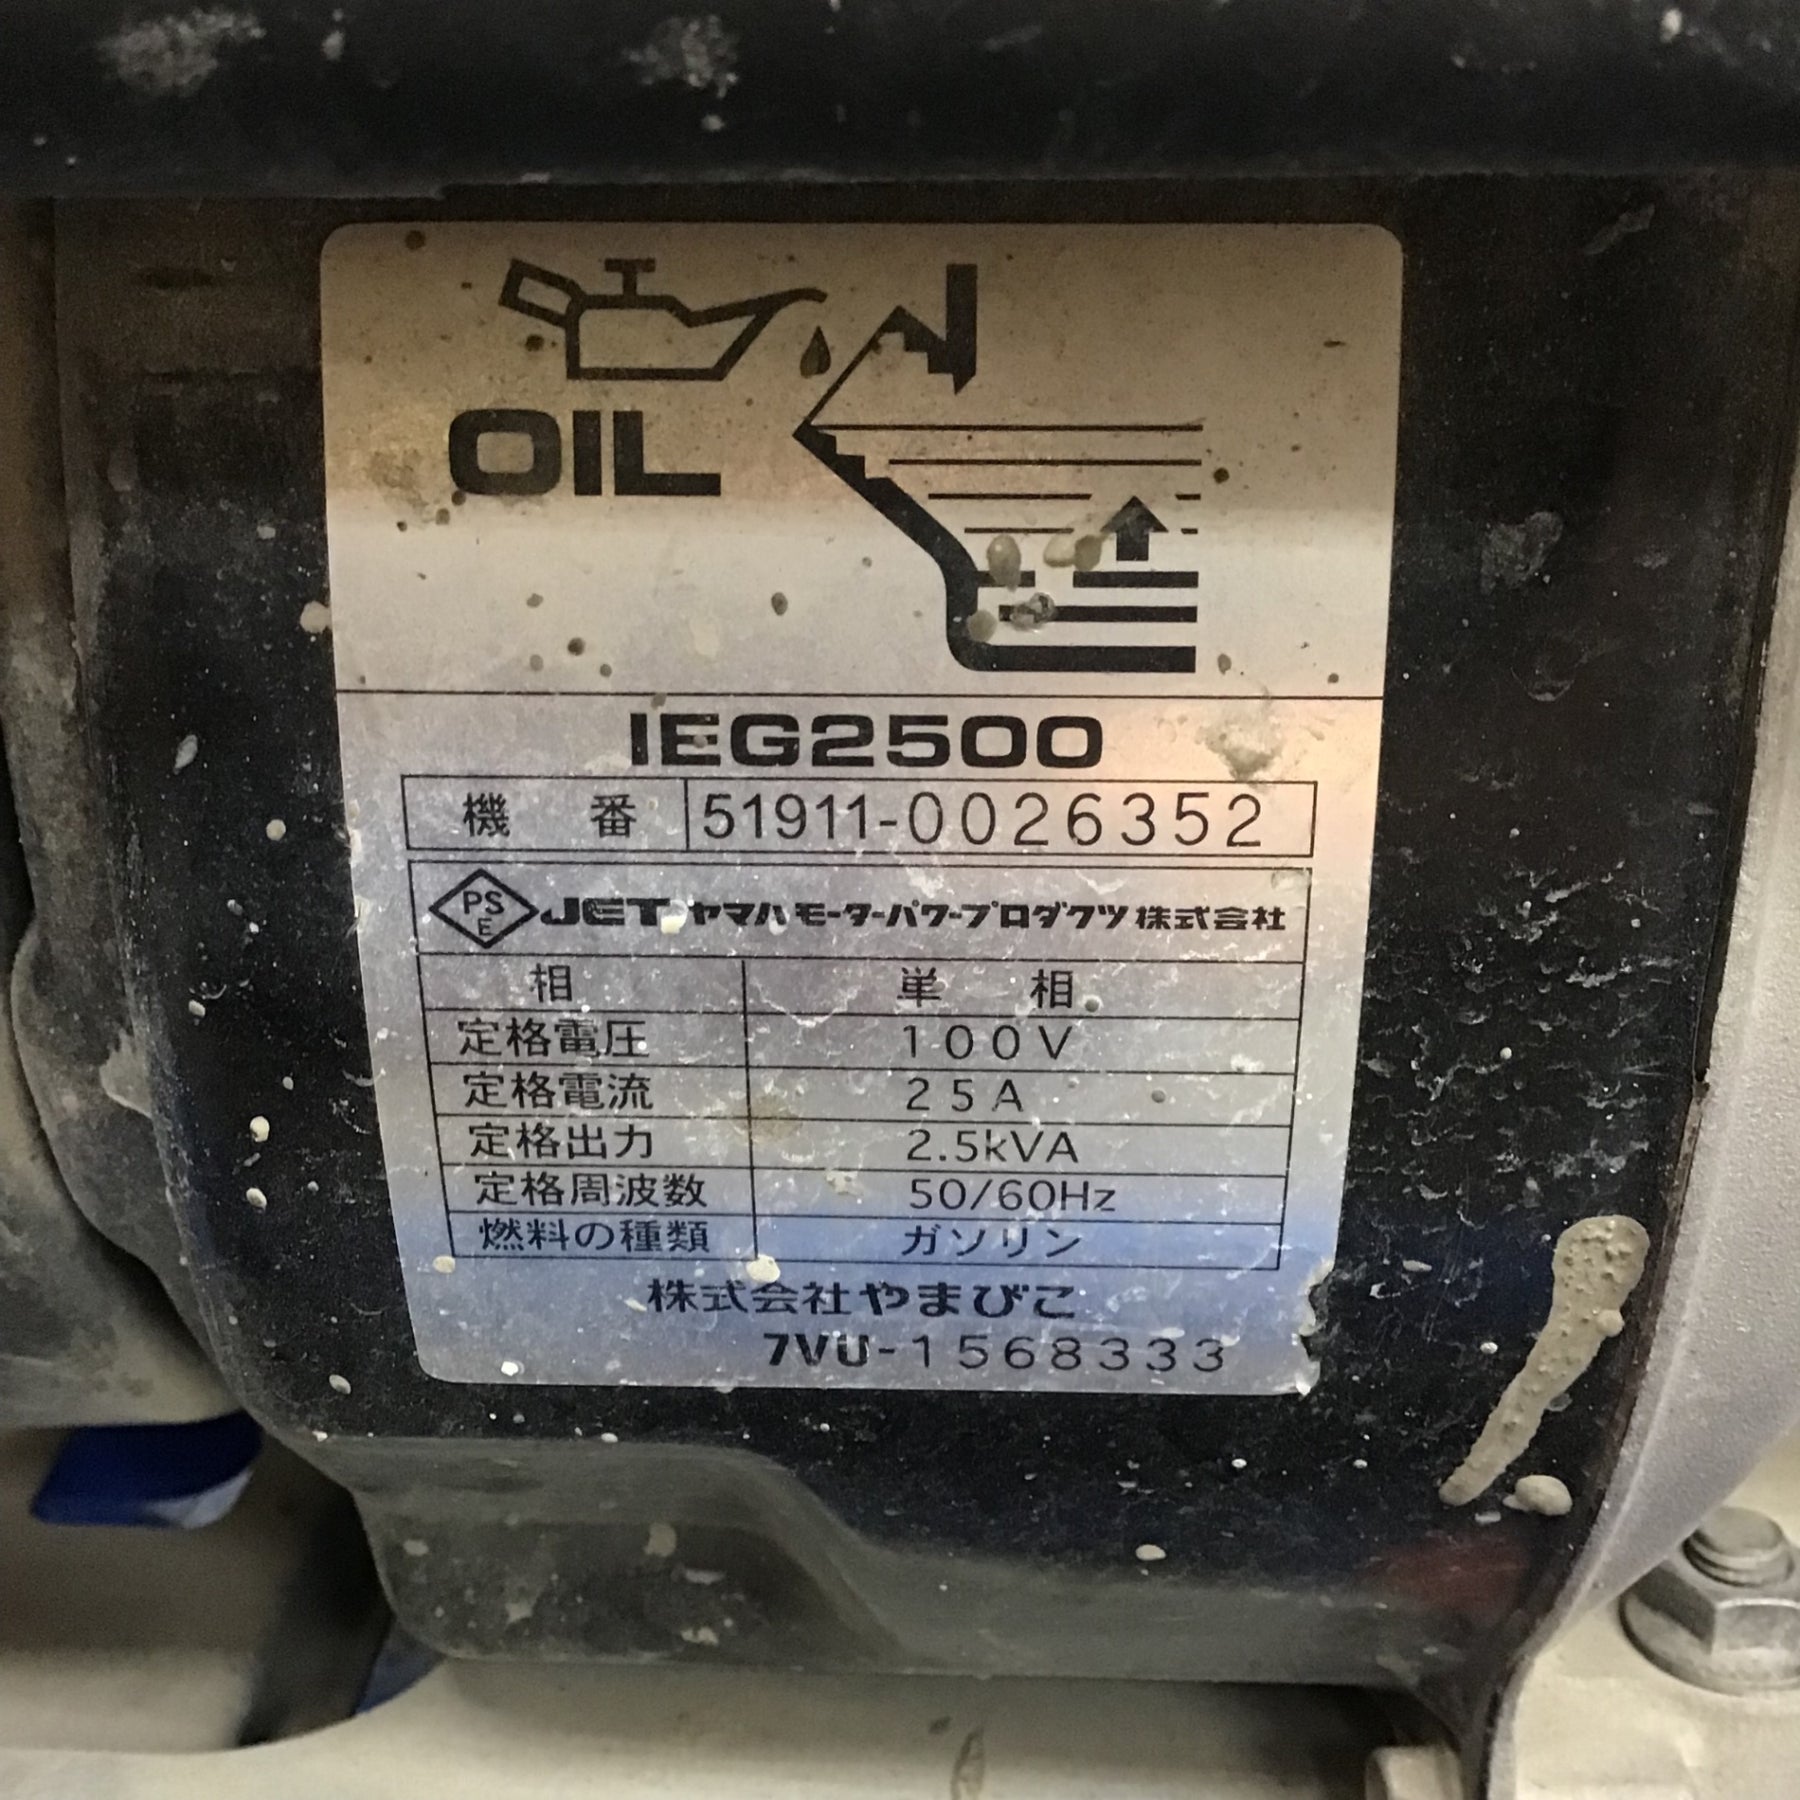 OIL
IEG2500
機番 51911-0026352
PSE JET ヤマハモーターパワープロダクツ株式会社
相 単相
定格電圧 100V
定格電流 25A
定格出力 2.5kVA
定格周波数 50/60Hz
燃料の種類 ガソリン
株式会社やまびこ
7VU-1568333